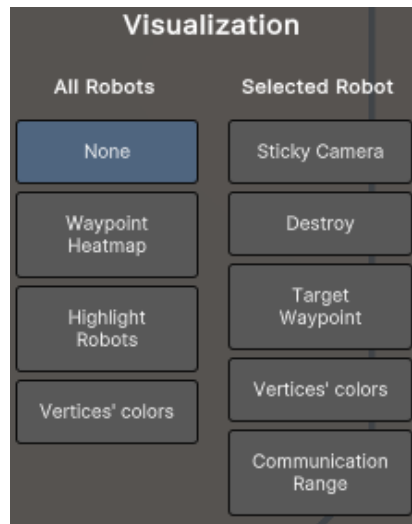 Visualization
All Robots
None
Waypoint
Heatmap
Highlight
Robots
Vertices' colors
Selected Robot
Sticky Camera
Destroy
Target
Waypoint
Vertices' colors
Communication
Range